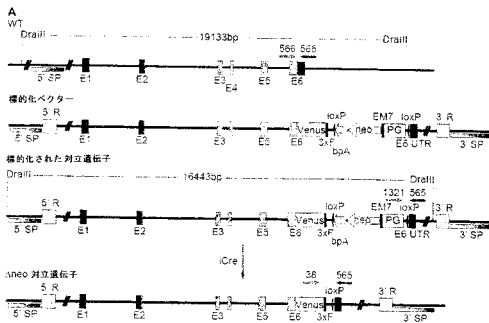 A
WT
DraIII 19133bp DraIII
566 565
5' SP E1 E2 E3 E4 E5 E6
標的化ベクター
loxP EM7 loxP
5' R Venus neo PG 3' R
5' SP E1 E2 E3 E5 E6 3xF bpA E6 UTR 3' SP
標的化された対立遺伝子
DraIII 16443bp DraIII
1321 565
loxP EM7 loxP
5' R Venus neo PG 3' R
5' SP E1 E2 E3 E5 E6 3xF bpA E6 UTR 3' SP
iCre
Δneo 対立遺伝子
38 565
loxP
5' R Venus 3' R
5' SP E1 E2 E3 E5 E6 3xF 3' SP